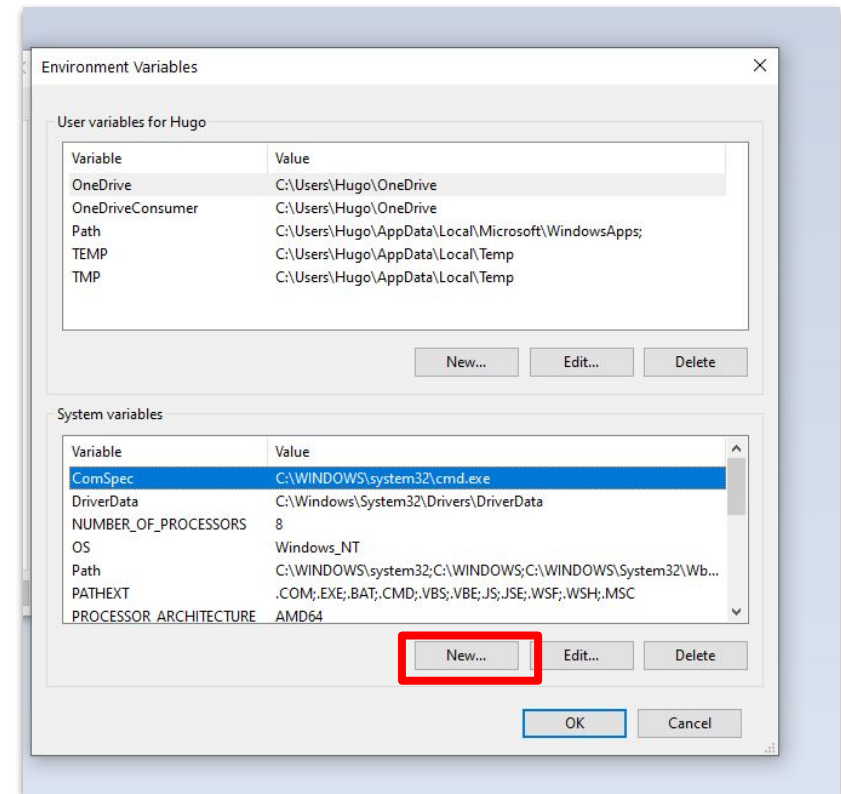 Environment Variables
User variables for Hugo
Variable Value
OneDrive C:\Users\Hugo\OneDrive
OneDriveConsumer C:\Users\Hugo\OneDrive
Path C:\Users\Hugo\AppData\Local\Microsoft\WindowsApps;
TEMP C:\Users\Hugo\AppData\Local\Temp
TMP C:\Users\Hugo\AppData\Local\Temp
New... Edit... Delete
System variables
Variable Value
ComSpec C:\WINDOWS\system32\cmd.exe
DriverData C:\Windows\System32\Drivers\DriverData
NUMBER_OF_PROCESSORS 8
OS Windows_NT
Path C:\WINDOWS\system32;C:\WINDOWS;C:\WINDOWS\System32\Wb...
PATHEXT .COM;.EXE;.BAT;.CMD;.VBS;.VBE;.JS;.JSE;.WSF;.WSH;.MSC
PROCESSOR_ARCHITECTURE AMD64
New... Edit... Delete
OK Cancel